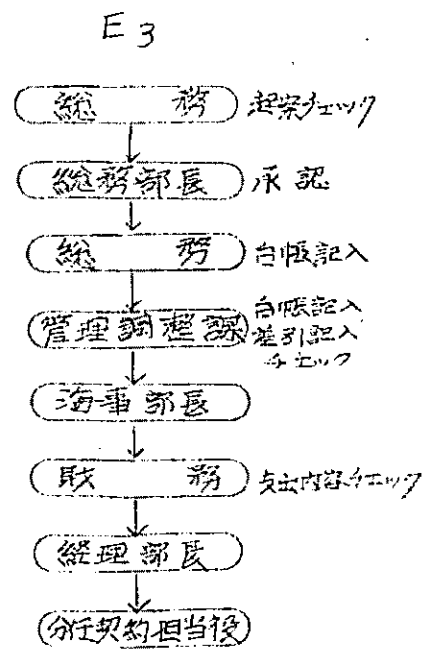 E3
総務 起案チェック
総務部長 承認
総務 台帳記入
管理調整課 台帳記入
差引記入
チェック
海事部長
財務 支出内容チェック
経理部長
分任契約担当役